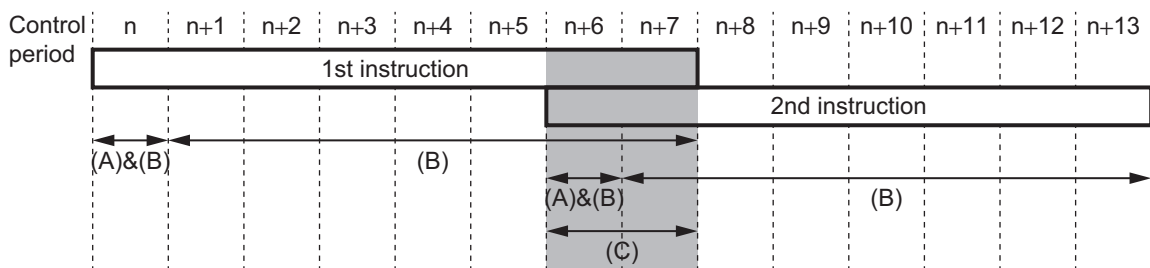 Control period n n+1 n+2 n+3 n+4 n+5 n+6 n+7 n+8 n+9 n+10 n+11 n+12 n+13
1st instruction
2nd instruction
(A)&(B) (B)
(A)&(B) (B)
(C)